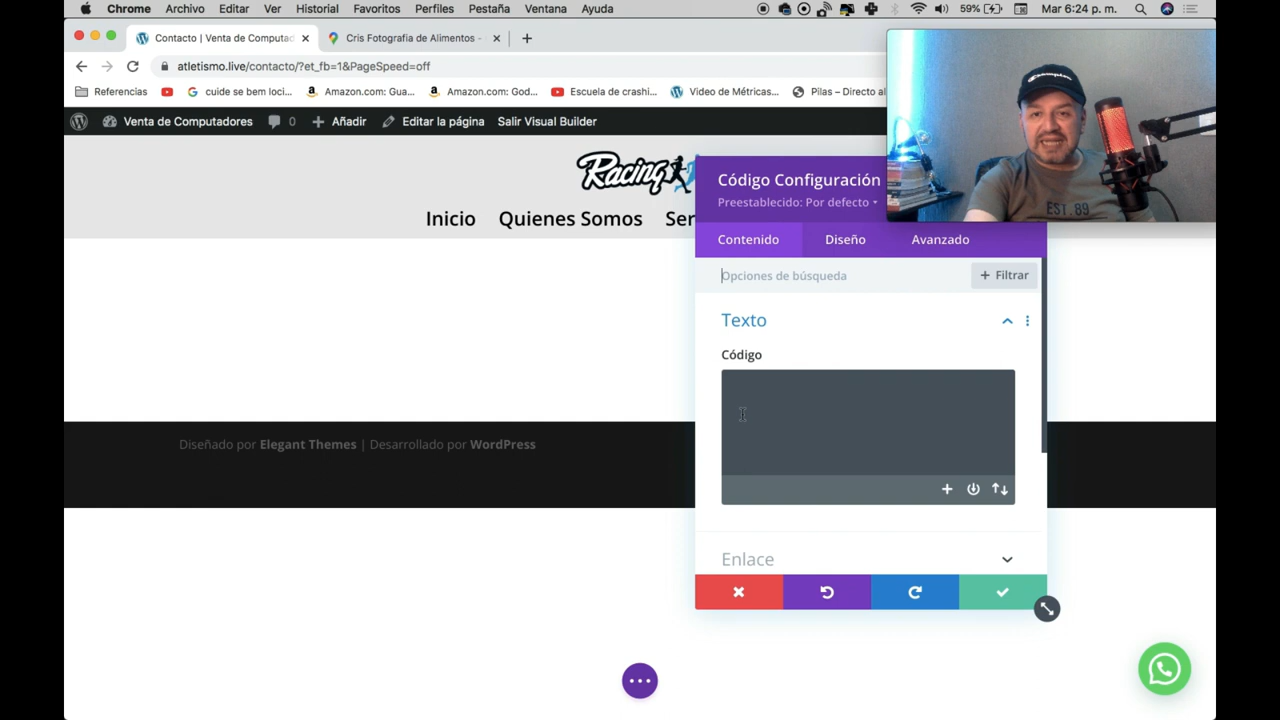 Chrome Archivo Editar Ver Historial Favoritos Perfiles Pestaña Ventana Ayuda 59% Mar 6:24 p. m.
Contacto | Venta de Computad Cris Fotografia de Alimentos -
atletismo.live/contacto/?et_fb=1&PageSpeed=off
Referencias cuide se bem loci... Amazon.com: Gua... Amazon.com: God... Escuela de crashi... Video de Métricas... Pilas – Directo al
Venta de Computadores 0 Añadir Editar la página Salir Visual Builder
Racing
Inicio Quienes Somos Ser
Código Configuración
Preestablecido: Por defecto
Contenido Diseño Avanzado
Opciones de búsqueda + Filtrar
Texto
Código
Diseñado por Elegant Themes | Desarrollado por WordPress
Enlace
Champion
EST. 89